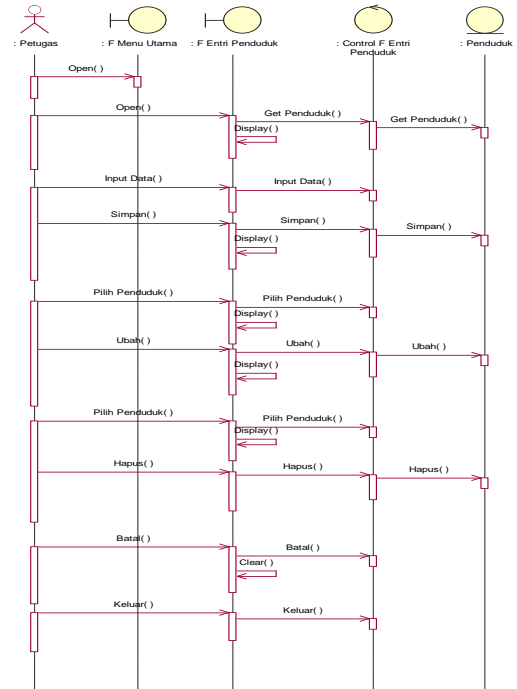 : Petugas
: F Menu Utama
: F Entri Penduduk
: Control F Entri
Penduduk
: Penduduk
Open( )
Open( )
Get Penduduk( )
Get Penduduk( )
Display( )
Input Data( )
Input Data( )
Simpan( )
Simpan( )
Simpan( )
Display( )
Pilih Penduduk( )
Pilih Penduduk( )
Display( )
Ubah( )
Ubah( )
Ubah( )
Display( )
Pilih Penduduk( )
Pilih Penduduk( )
Display( )
Hapus( )
Hapus( )
Hapus( )
Batal( )
Batal( )
Clear( )
Keluar( )
Keluar( )